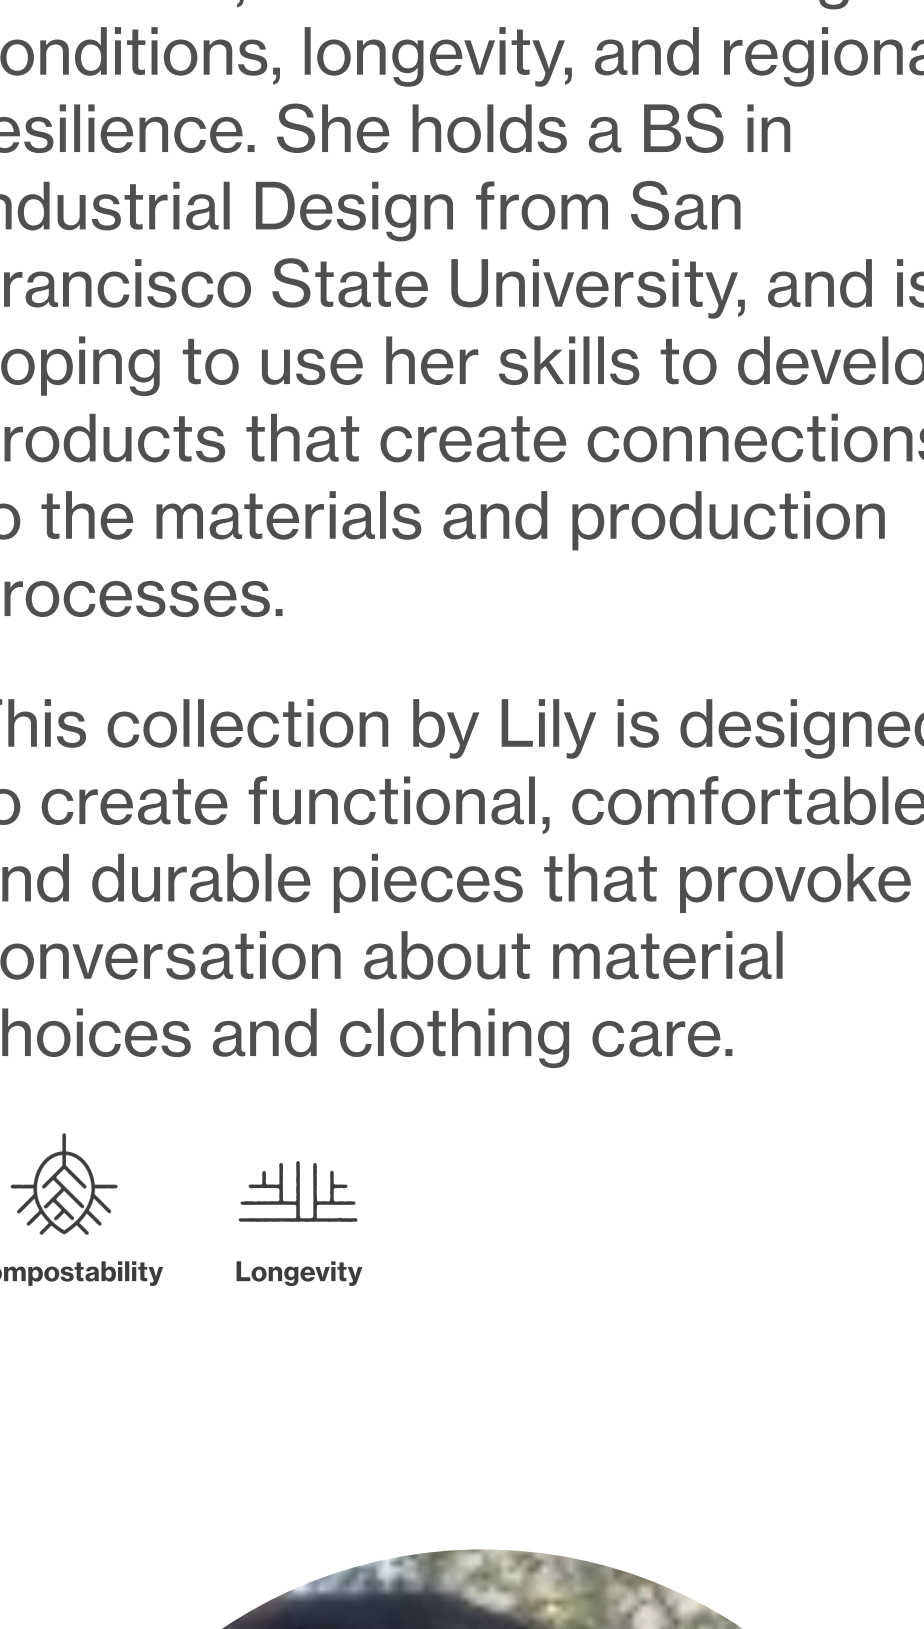 onditions, longevity, and regiona
esilience. She holds a BS in
ndustrial Design from San
rancisco State University, and is
oping to use her skills to develo
roducts that create connections
o the materials and production
rocesses.
This collection by Lily is designed
o create functional, comfortable
nd durable pieces that provoke
onversation about material
hoices and clothing care.
ompostability
Longevity